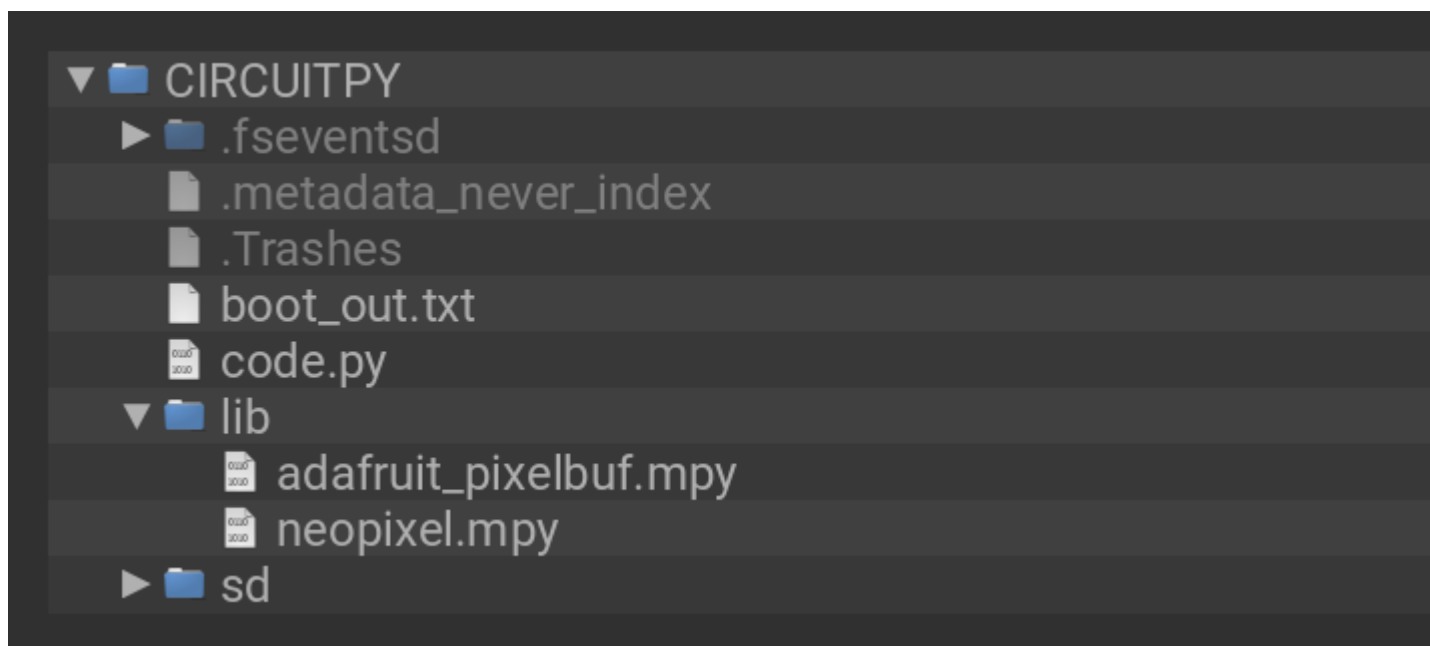 CIRCUITPY
.fseventsd
.metadata_never_index
.Trashes
boot_out.txt
code.py
lib
adafruit_pixelbuf.mpy
neopixel.mpy
sd